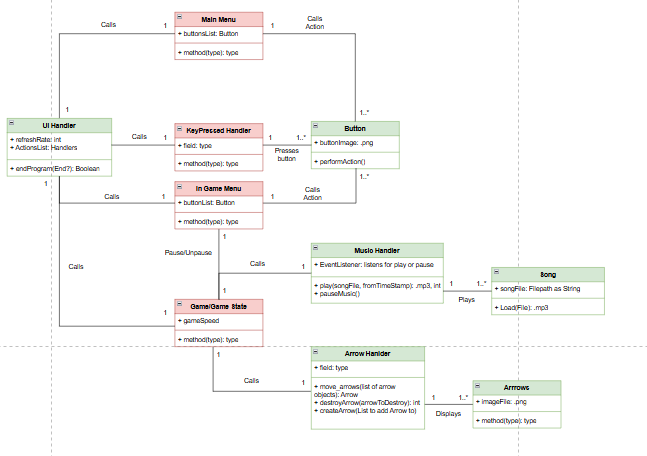 Main Menu
+ buttonsList: Button
+ method(type): type
Calls
1
1
Calls
Action
1
1..*
UI Handler
+ refreshRate: int
+ ActionsList: Handlers
+ endProgram(End?): Boolean
1
Calls
1
KeyPressed Handler
+ field: type
+ method(type): type
1
1..*
Presses
button
Button
+ buttonImage: .png
+ performAction()
1..*
Calls
1
In Game Menu
+ buttonList: Button
+ method(type): type
1
Calls
Action
1
Pause/Unpause
1
Calls
1
Music Handler
+ EventListener: listens for play or pause
+ play(songFile, fromTimeStamp): .mp3, int
+ pauseMusic()
1
1..*
Plays
Song
+ songFile: Filepath as String
+ Load(File): .mp3
Calls
1
Game/Game State
+ gameSpeed
+ method(type): type
1
Calls
1
Arrow Hanlder
+ field: type
+ move_arrows(list of arrow
objects): Arrow
+ destroyArrow(arrowToDestroy): int
+ createArrow(List to add Arrow to)
1
1..*
Displays
Arrrows
+ imageFile: .png
+ method(type): type